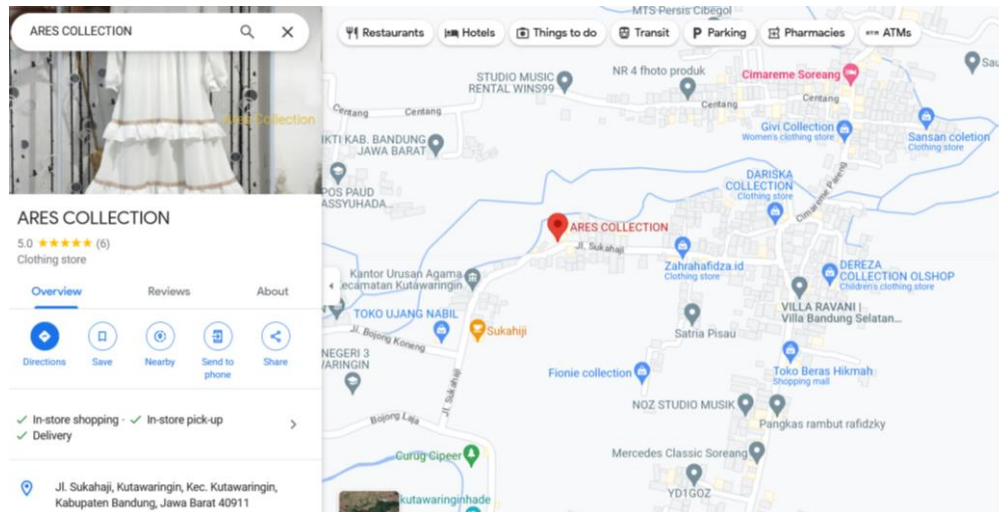 ARES COLLECTION
Ares Collection
ARES COLLECTION
5.0 (6)
Clothing store
Overview
Reviews
About
Directions
Save
Nearby
Send to
phone
Share
In-store shopping · In-store pick-up
Delivery
Jl. Sukahaji, Kutawaringin, Kec. Kutawaringin,
Kabupaten Bandung, Jawa Barat 40911
MTS Persis Cibegol
Restaurants
Hotels
Things to do
Transit
Parking
Pharmacies
ATMs
STUDIO MUSIC
RENTAL WINS99
NR 4 fhoto produk
Cimareme Soreang
Centang
Centang
Centang
Centang
IKTI KAB. BANDUNG
JAWA BARAT
Givi Collection
Women's clothing store
Sansan coletion
Clothing store
POS PAUD
ASSYUHADA...
DARISKA
COLLECTION
Clothing store
Cimareme Pareng
ARES COLLECTION
Jl. Sukahaji
Zahrahafidza.id
Clothing store
DEREZA
COLLECTION OLSHOP
Children's clothing store
Kantor Urusan Agama
Kecamatan Kutawaringin
TOKO UJANG NABIL
VILLA RAVANI |
Villa Bandung Selatan...
Sukahiji
Satria Pisau
Jl. Bojong Koneng
NEGERI 3
WARINGIN
Fionie collection
Toko Beras Hikmah
Shopping mall
Jl. Sukahaji
NOZ STUDIO MUSIK
Bojong Laja
Pangkas rambut rafidzky
Curug Cipeer
Mercedes Classic Soreang
YD1GOZ
kutawaringinhade